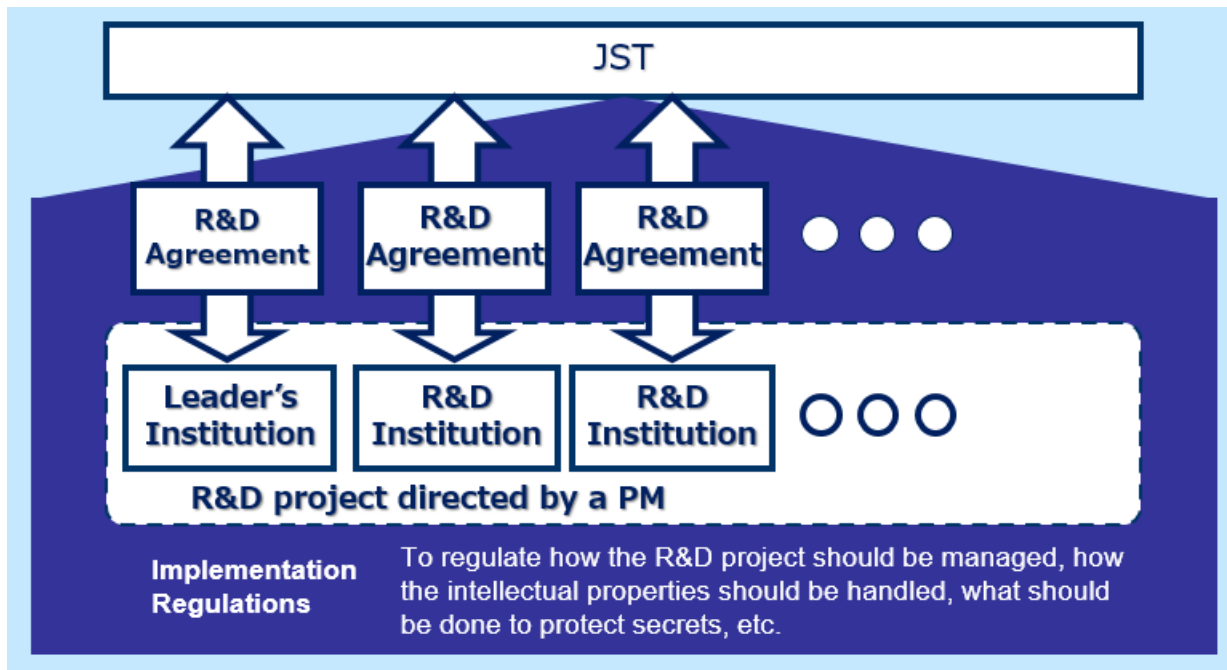 JST
R&D
Agreement
R&D
Agreement
R&D
Agreement
Leader’s
Institution
R&D
Institution
R&D
Institution
R&D project directed by a PM
Implementation
Regulations
To regulate how the R&D project should be managed, how
the intellectual properties should be handled, what should
be done to protect secrets, etc.